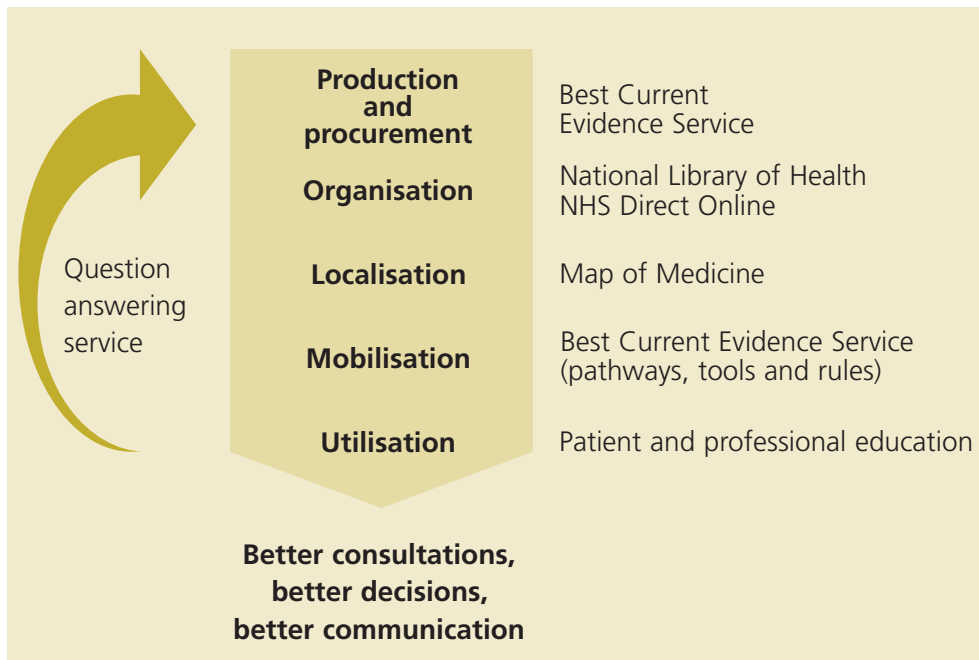 Production
and
procurement
Best Current
Evidence Service
Organisation
National Library of Health
NHS Direct Online
Localisation
Map of Medicine
Question
answering
service
Mobilisation
Best Current Evidence Service
(pathways, tools and rules)
Utilisation
Patient and professional education
Better consultations,
better decisions,
better communication